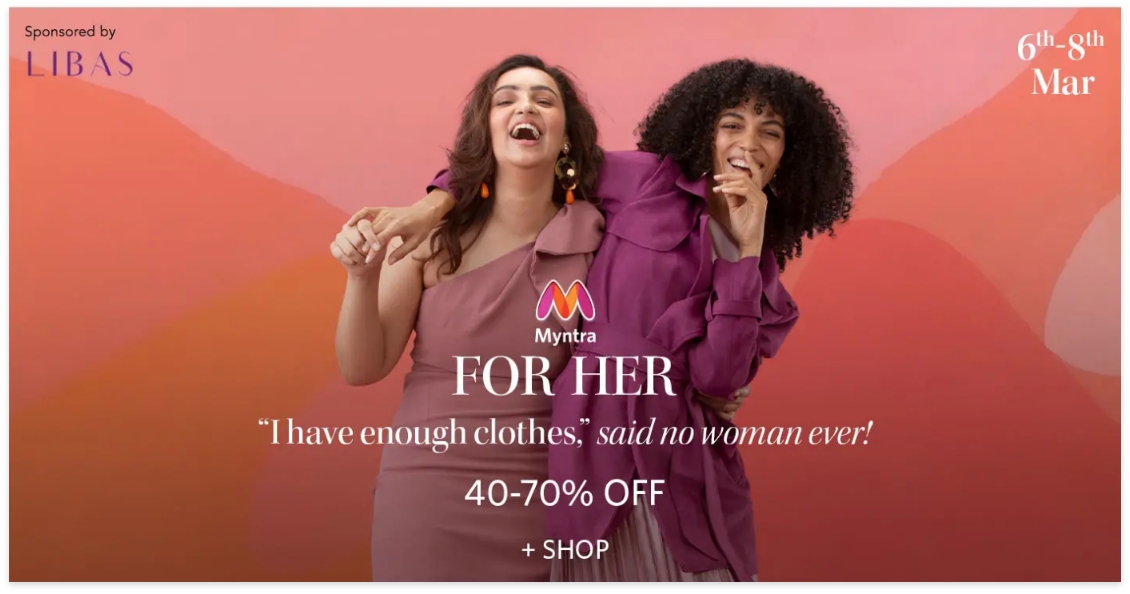 Sponsored by
LIBAS
6th-8th
Mar
Myntra
FOR HER
“I have enough clothes,” said no woman ever!
40-70% OFF
+ SHOP